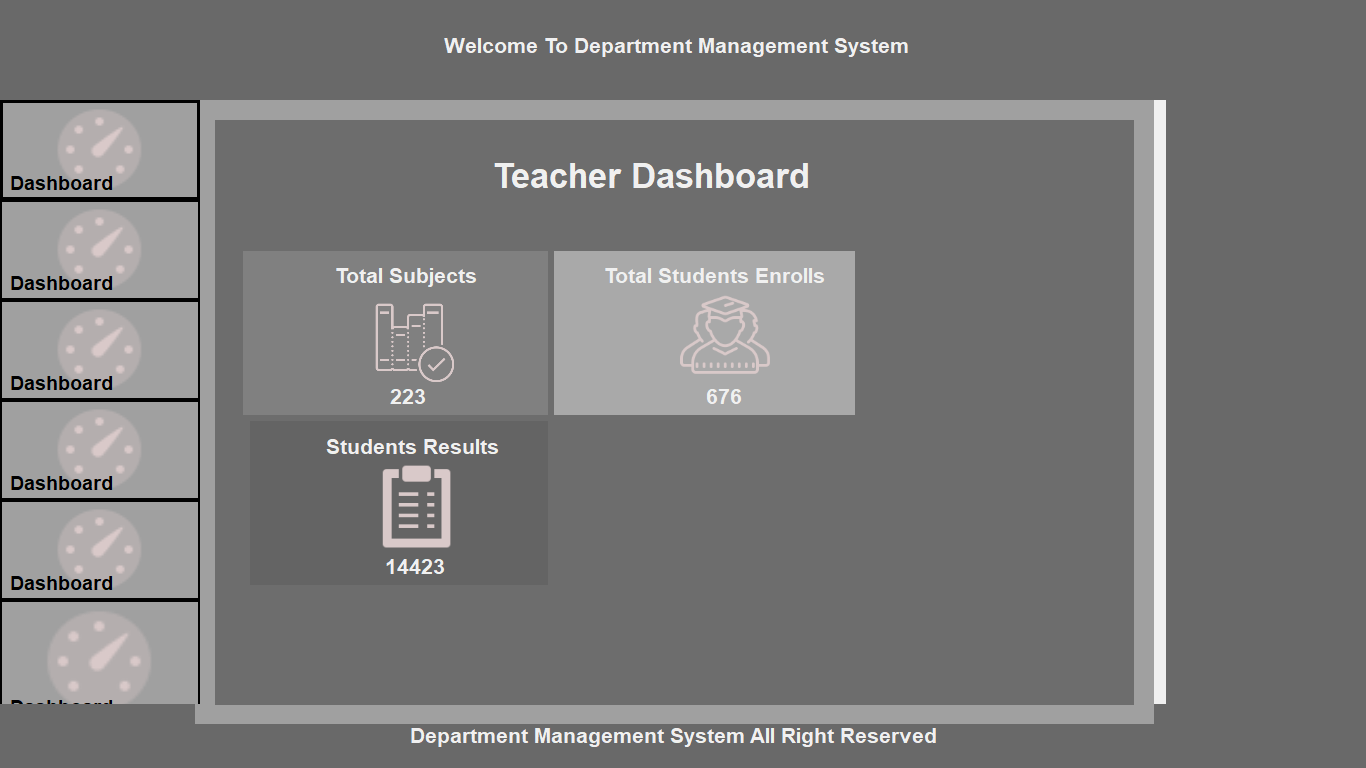 Welcome To Department Management System
Dashboard
Dashboard
Dashboard
Dashboard
Dashboard
Dashboard
Teacher Dashboard
Total Subjects
223
Total Students Enrolls
676
Students Results
14423
Department Management System All Right Reserved